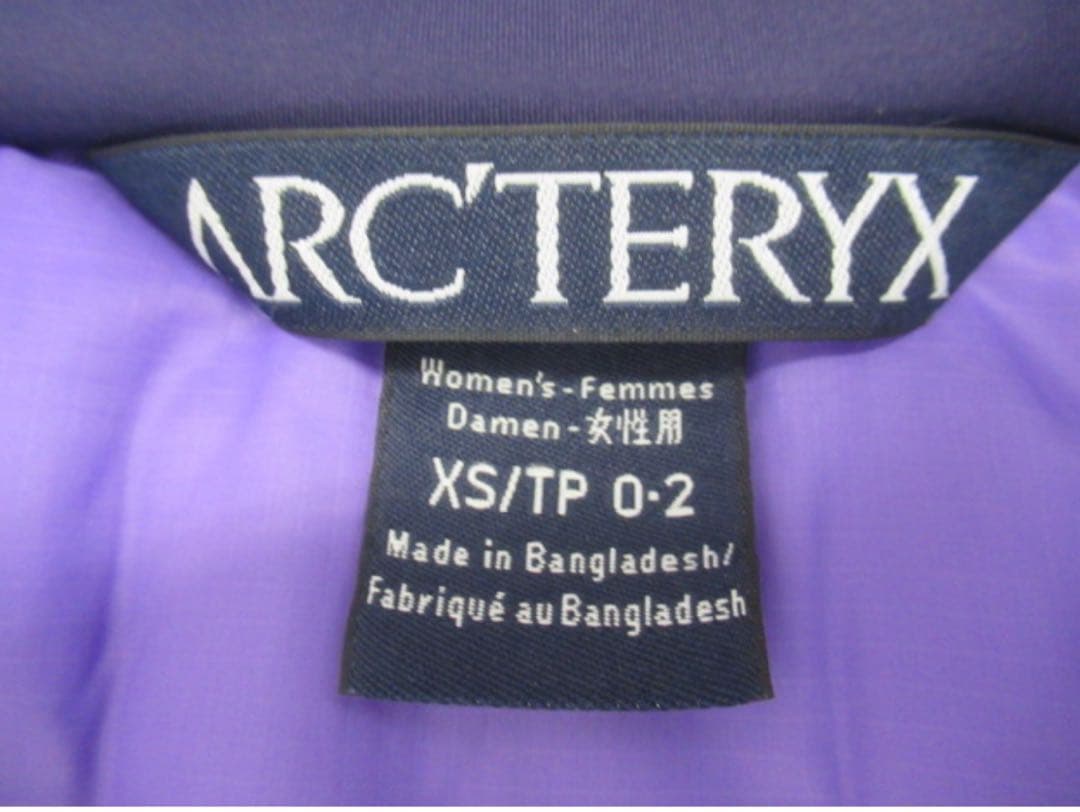 ARC'TERYX
Women's-Femmes
Damen-女性用
XS/TP 0·2
Made in Bangladesh/
Fabriqué au Bangladesh